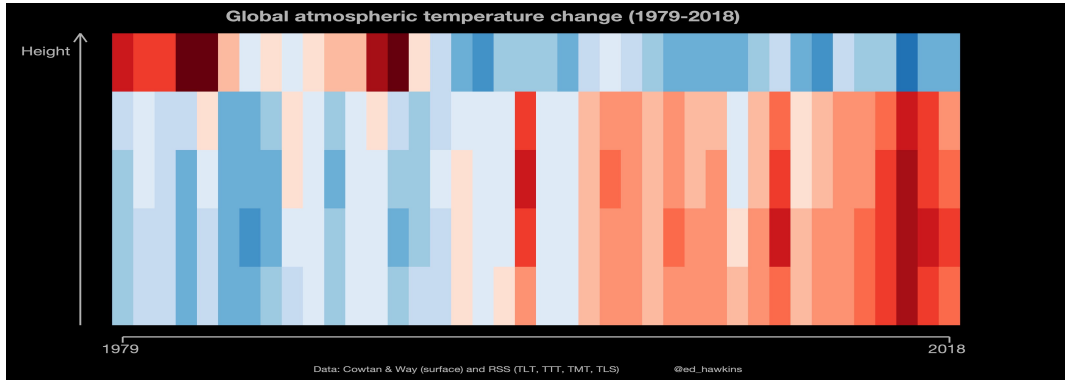 Global atmospheric temperature change (1979-2018)
Height
1979
2018
Data: Cowtan & Way (surface) and RSS (TLT, TTT, TMT, TLS)
@ed_hawkins